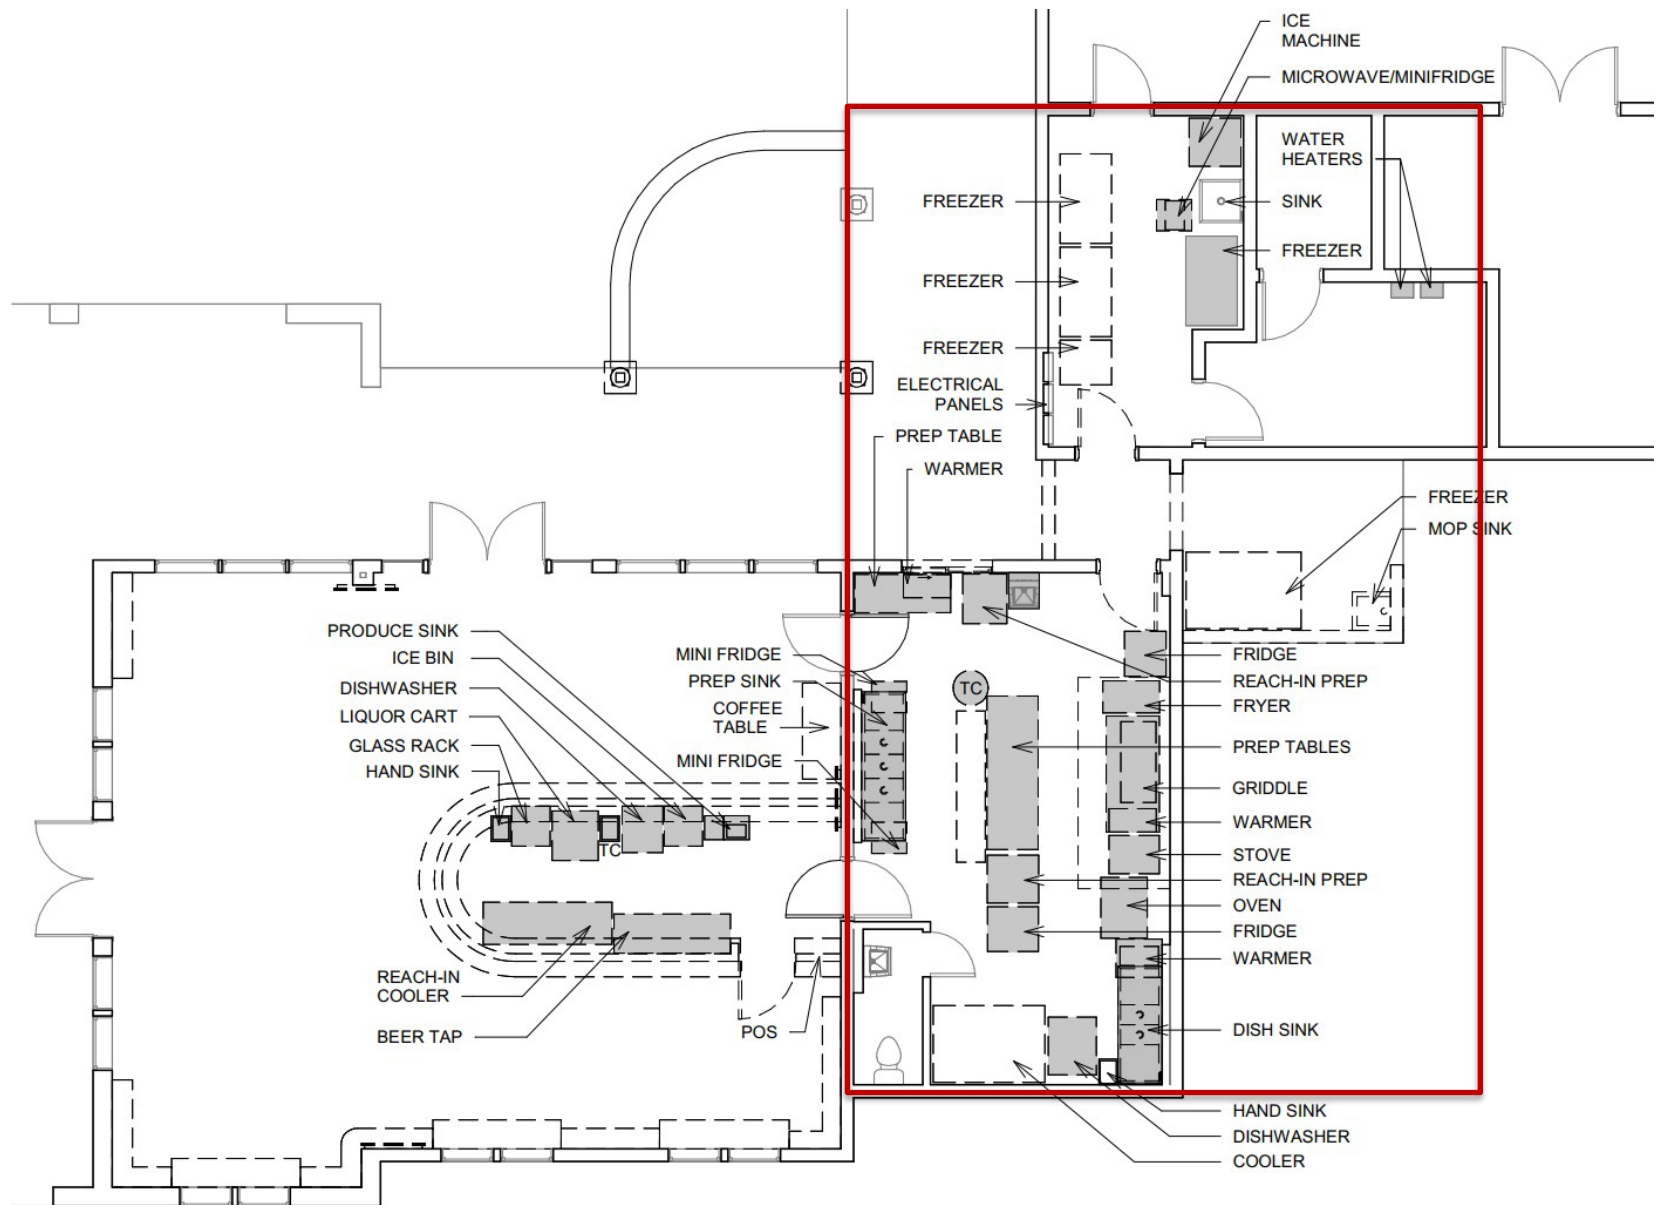 ICE
MACHINE
MICROWAVE/MINIFRIDGE
WATER
HEATERS
FREEZER
SINK
FREEZER
FREEZER
FREEZER
ELECTRICAL
PANELS
PREP TABLE
WARMER
FREEZER
MOP SINK
PRODUCE SINK
ICE BIN
DISHWASHER
LIQUOR CART
GLASS RACK
HAND SINK
MINI FRIDGE
PREP SINK
COFFEE
TABLE
MINI FRIDGE
TC
TC
FRIDGE
REACH-IN PREP
FRYER
PREP TABLES
GRIDDLE
WARMER
STOVE
REACH-IN PREP
OVEN
FRIDGE
WARMER
DISH SINK
REACH-IN
COOLER
BEER TAP
POS
HAND SINK
DISHWASHER
COOLER